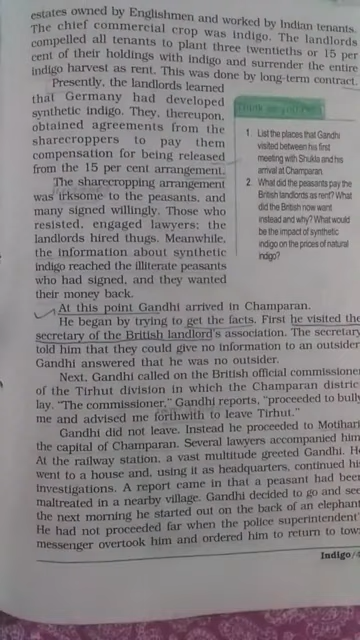 estates owned by Englishmen and worked by Indian tenants.
The chief commercial crop was indigo. The landlords
compelled all tenants to plant three twentieths or 15 per
cent of their holdings with indigo and surrender the entire
indigo harvest as rent. This was done by long-term contract.
Presently, the landlords learned
that Germany had developed
synthetic indigo. They, thereupon,
obtained agreements from the
sharecroppers to pay them
compensation for being released
from the 15 per cent arrangement.
The sharecropping arrangement
was irksome to the peasants, and
many signed willingly. Those who
resisted, engaged lawyers; the
landlords hired thugs. Meanwhile,
the information about synthetic
indigo reached the illiterate peasants
who had signed, and they wanted
their money back.
1 List the places that Gandhi
visited between his first
meeting with Shukla and his
arrival at Champaran.
2 What did the peasants pay the
British landlords as rent? What
did the British now want
instead and why? What would
be the impact of synthetic
indigo on the prices of natural
indigo?
At this point Gandhi arrived in Champaran.
He began by trying to get the facts. First he visited the
secretary of the British landlord's association. The secretary
told him that they could give no information to an outsider
Gandhi answered that he was no outsider.
Next, Gandhi called on the British official commissione
of the Tirhut division in which the Champaran distric
lay. "The commissioner," Gandhi reports, "proceeded to bully
me and advised me forthwith to leave Tirhut."
Gandhi did not leave. Instead he proceeded to Motihari
the capital of Champaran. Several lawyers accompanied him
At the railway station, a vast multitude greeted Gandhi. H
went to a house and, using it as headquarters, continued his
investigations. A report came in that a peasant had been
maltreated in a nearby village. Gandhi decided to go and see
the next morning he started out on the back of an elephant
He had not proceeded far when the police superintendent'
messenger overtook him and ordered him to return to tow
Indigo/